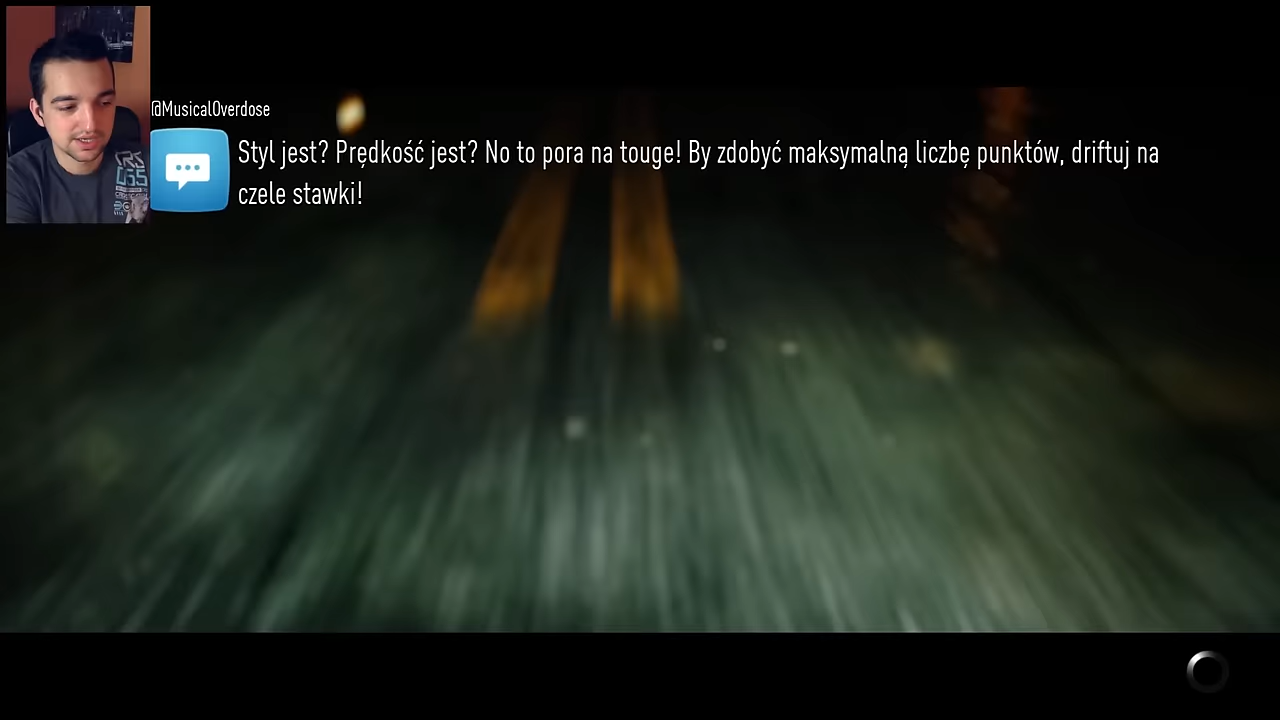 @MusicalOverdose
Styl jest? Prędkość jest? No to pora na touge! By zdobyć maksymalną liczbę punktów, driftuj na
czele stawki!